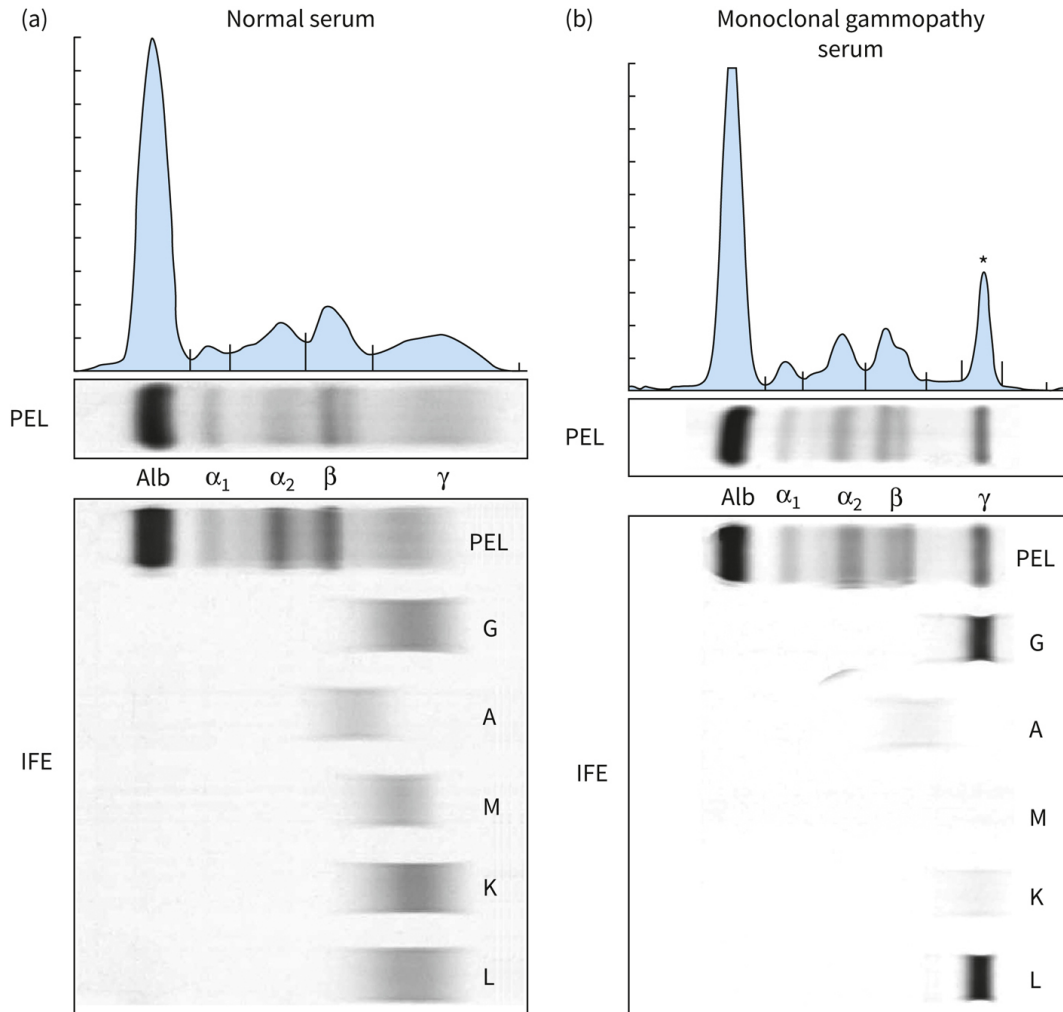 (a)
Normal serum
PEL
Alb α1 α2 β γ
PEL
G
A
IFE
M
K
L
(b)
Monoclonal gammopathy
serum
*
PEL
Alb α1 α2 β γ
PEL
G
A
IFE
M
K
L